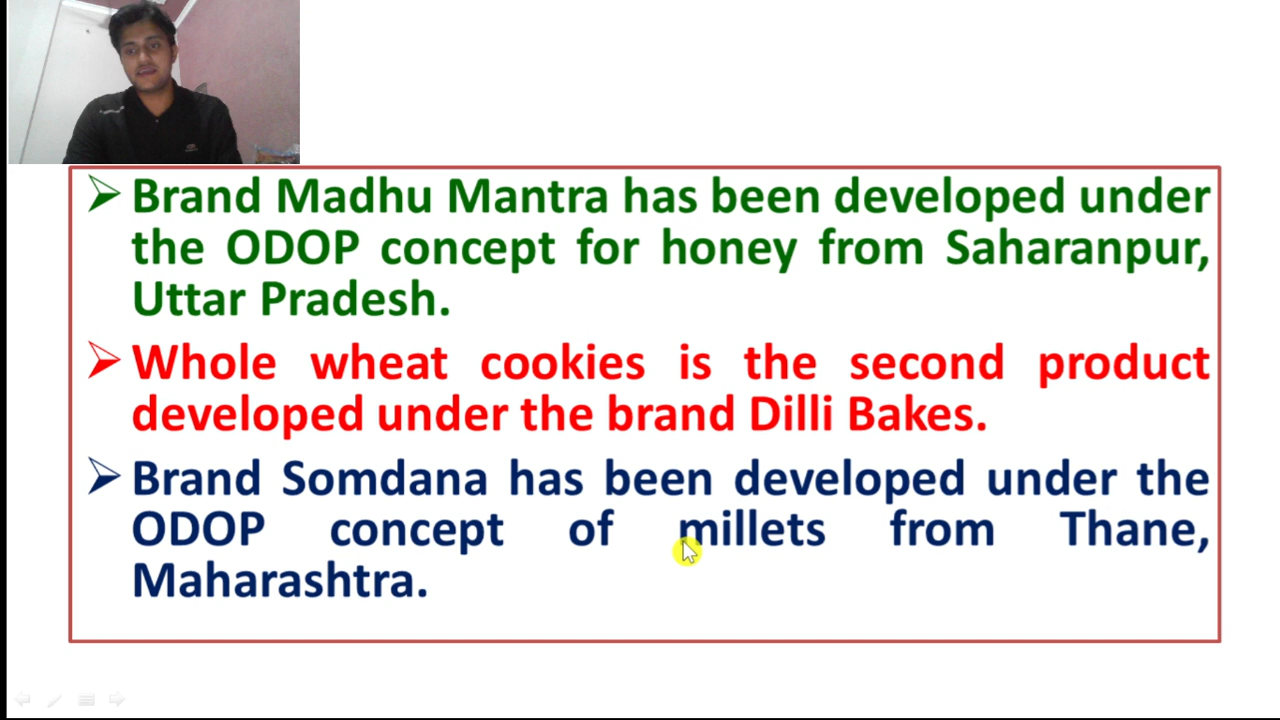 Brand Madhu Mantra has been developed under
the ODOP concept for honey from Saharanpur,
Uttar Pradesh.
Whole wheat cookies is the second product
developed under the brand Dilli Bakes.
Brand Somdana has been developed under the
ODOP concept of millets from Thane,
Maharashtra.